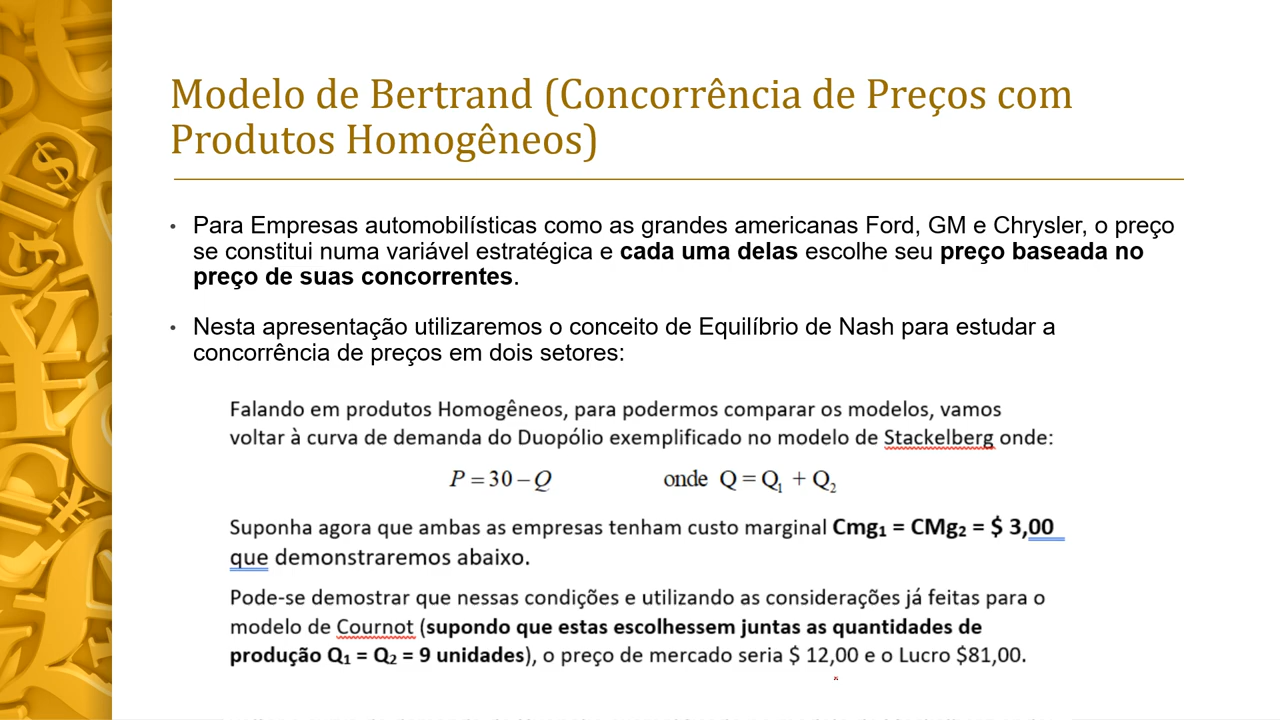 Modelo de Bertrand (Concorrência de Preços com
Produtos Homogêneos)
• Para Empresas automobilísticas como as grandes americanas Ford, GM e Chrysler, o preço
se constitui numa variável estratégica e cada uma delas escolhe seu preço baseada no
preço de suas concorrentes.
• Nesta apresentação utilizaremos o conceito de Equilíbrio de Nash para estudar a
concorrência de preços em dois setores:
Falando em produtos Homogêneos, para podermos comparar os modelos, vamos
voltar à curva de demanda do Duopólio exemplificado no modelo de Stackelberg onde:
P = 30 – Q onde Q = Q₁ + Q₂
Suponha agora que ambas as empresas tenham custo marginal Cmg₁ = CMg₂ = $ 3,00
que demonstraremos abaixo.
Pode-se demostrar que nessas condições e utilizando as considerações já feitas para o
modelo de Cournot (supondo que estas escolhessem juntas as quantidades de
produção Q₁ = Q₂ = 9 unidades), o preço de mercado seria $ 12,00 e o Lucro $81,00.